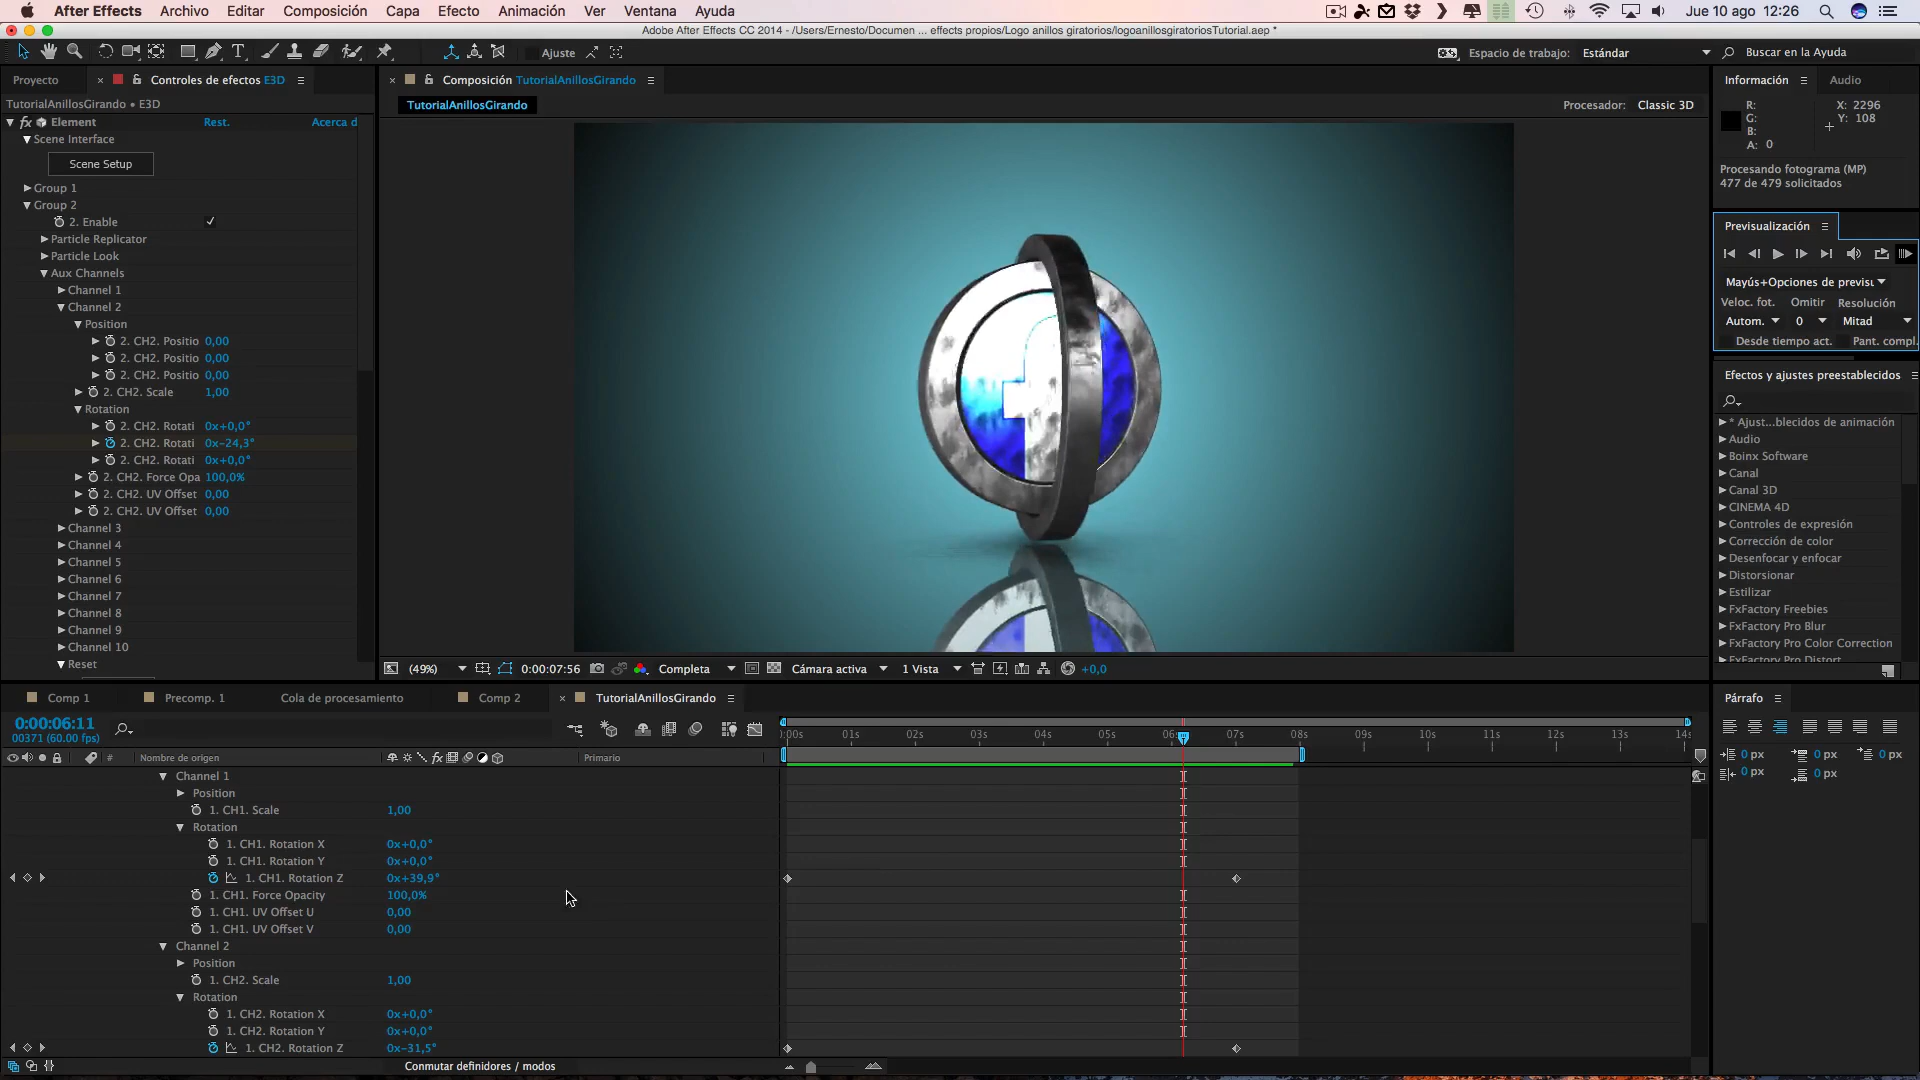 After Effects Archivo Editar Composición Capa Efecto Animación Ver Ventana Ayuda Jue 10 ago 12:26
Adobe After Effects CC 2014 - /Users/Ernesto/Documen ... effects propios/Logo anillos giratorios/logoanillosgiratoriosTutorial.aep *
Ajuste Espacio de trabajo: Estándar Buscar en la Ayuda
Proyecto Controles de efectos E3D Composición TutorialAnillosGirando Información Audio
TutorialAnillosGirando • E3D TutorialAnillosGirando Procesador: Classic 3D
R: X: 2296
G: Y: 108
B:
A: 0
fx Element Rest. Acerca d
Scene Interface
Scene Setup
Procesando fotograma (MP)
477 de 479 solicitados
Group 1
Group 2
2. Enable
Particle Replicator
Particle Look
Aux Channels
Channel 1
Channel 2
Position
2. CH2. Positio 0,00
2. CH2. Positio 0,00
2. CH2. Positio 0,00
2. CH2. Scale 1,00
Rotation
2. CH2. Rotati 0x+0,0°
2. CH2. Rotati 0x-24,3°
2. CH2. Rotati 0x+0,0°
2. CH2. Force Opa 100,0%
2. CH2. UV Offset 0,00
2. CH2. UV Offset 0,00
Channel 3
Channel 4
Channel 5
Channel 6
Channel 7
Channel 8
Channel 9
Channel 10
Reset
Previsualización
Mayús+Opciones de previsu
Veloc. fot. Omitir Resolución
Autom. 0 Mitad
Desde tiempo act. Pant. compl.
Efectos y ajustes preestablecidos
* Ajust...blecidos de animación
Audio
Boinx Software
Canal
Canal 3D
CINEMA 4D
Controles de expresión
Corrección de color
Desenfocar y enfocar
Distorsionar
Estilizar
FxFactory Freebies
FxFactory Pro Blur
FxFactory Pro Color Correction
FxFactory Pro Distort
(49%) 0:00:07:56 Completa Cámara activa 1 Vista +0,0
Comp 1 Precomp. 1 Cola de procesamiento Comp 2 TutorialAnillosGirando Párrafo
0:00:06:11
00371 (60.00 fps)
:00s 01s 02s 03s 04s 05s 06s 07s 08s 09s 10s 11s 12s 13s 14s
Nombre de origen fx Primario
0 px 0 px 0 px
0 px 0 px
Channel 1
Position
1. CH1. Scale 1,00
Rotation
1. CH1. Rotation X 0x+0,0°
1. CH1. Rotation Y 0x+0,0°
1. CH1. Rotation Z 0x+39,9°
1. CH1. Force Opacity 100,0%
1. CH1. UV Offset U 0,00
1. CH1. UV Offset V 0,00
Channel 2
Position
1. CH2. Scale 1,00
Rotation
1. CH2. Rotation X 0x+0,0°
1. CH2. Rotation Y 0x+0,0°
1. CH2. Rotation Z 0x-31,5°
Conmutar definidores / modos